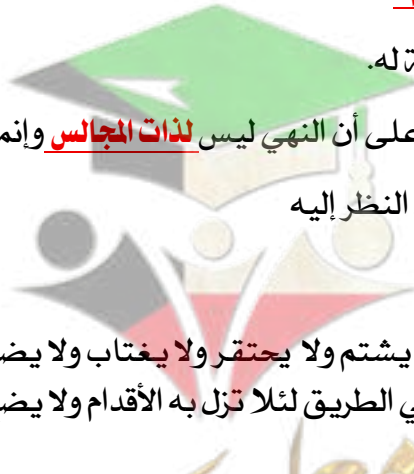 ة له.
على أن النهي ليس لذات المجالس وإنم
النظر إليه
يشتم ولا يحتقر ولا يغتاب ولا يض
ي الطريق لئلا تزل به الأقدام ولا يض